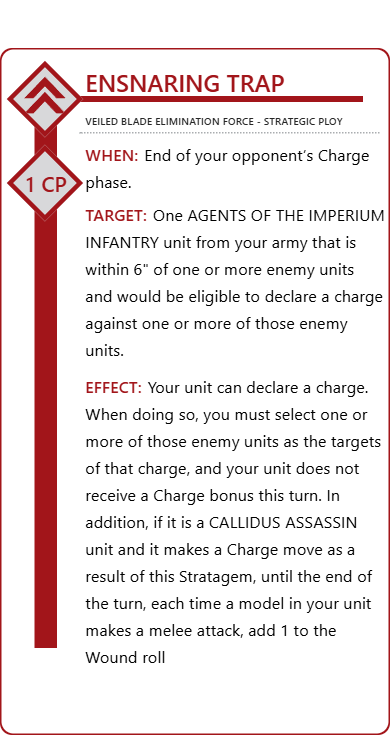 ENSNARING TRAP
VEILED BLADE ELIMINATION FORCE - STRATEGIC PLOY
1 CP
WHEN: End of your opponent's Charge
phase.
TARGET: One AGENTS OF THE IMPERIUM
INFANTRY unit from your army that is
within 6" of one or more enemy units
and would be eligible to declare a charge
against one or more of those enemy
units.
EFFECT: Your unit can declare a charge.
When doing so, you must select one or
more of those enemy units as the targets
of that charge, and your unit does not
receive a Charge bonus this turn. In
addition, if it is a CALLIDUS ASSASSIN
unit and it makes a Charge move as a
result of this Stratagem, until the end of
the turn, each time a model in your unit
makes a melee attack, add 1 to the
Wound roll